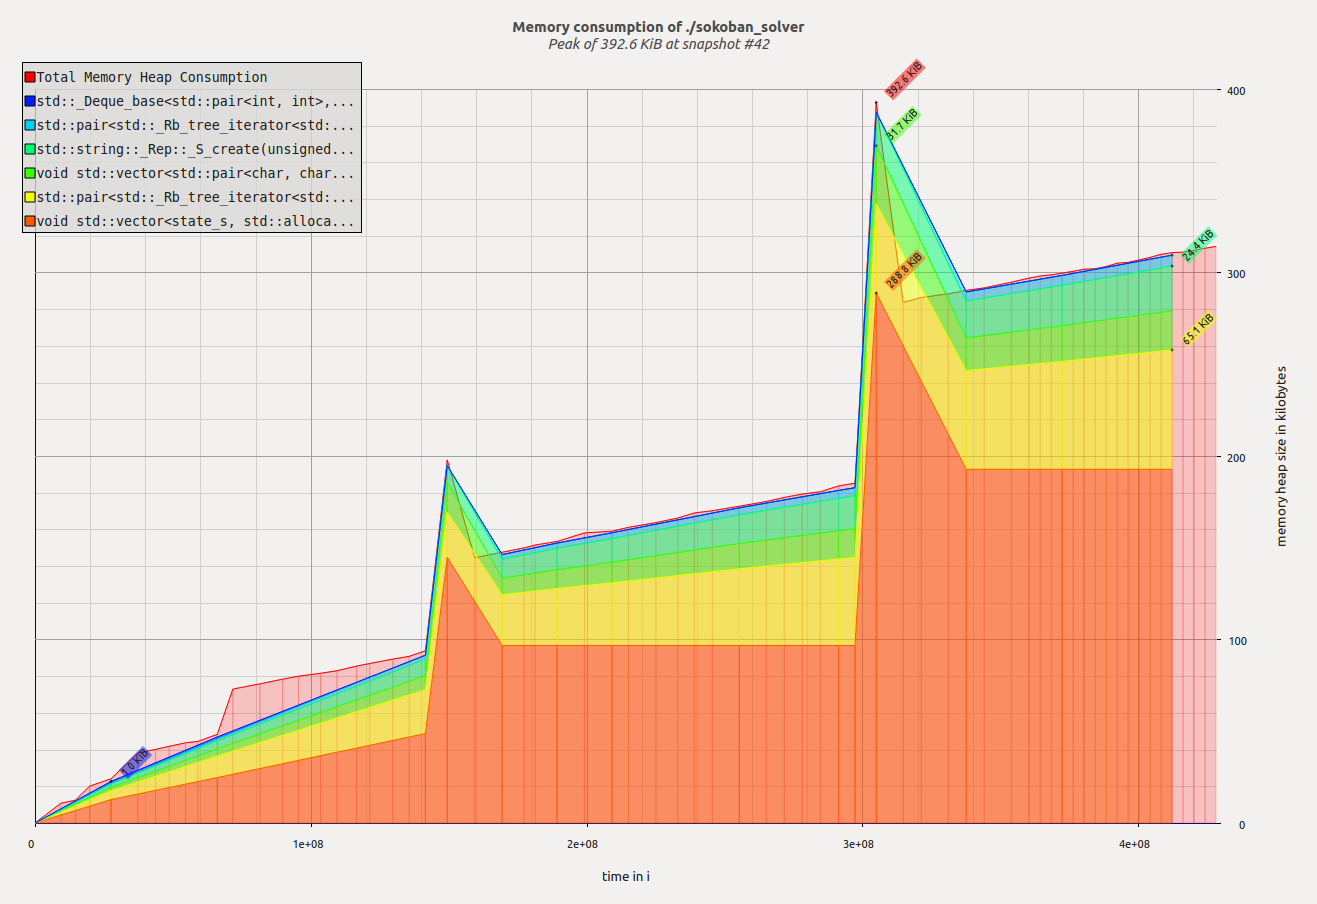 Memory consumption of ./sokoban_solver
Peak of 392.6 KiB at snapshot #42
Total Memory Heap Consumption
std::_Deque_base<std::pair<int, int>,...
std::pair<std::_Rb_tree_iterator<std:...
std::string::_Rep::_S_create(unsigned...
void std::vector<std::pair<char, char...
std::pair<std::_Rb_tree_iterator<std:...
void std::vector<state_s, std::alloca...
392.6 KiB
31.7 KiB
288.8 KiB
24.4 KiB
65.1 KiB
400
300
200
100
0
memory heap size in kilobytes
0
1e+08
2e+08
3e+08
4e+08
time in i